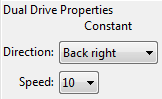 Dual Drive Properties
Constant
Direction: Back right
Speed: 10